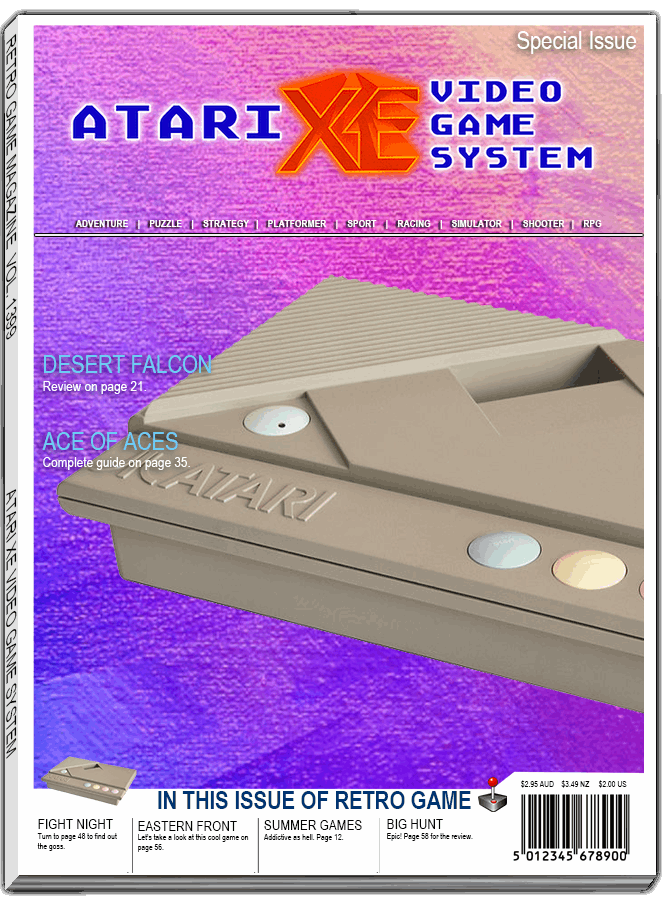 Special Issue
ATARI XE VIDEO
GAME
SYSTEM
ADVENTURE | PUZZLE | STRATEGY | PLATFORMER | SPORT | RACING | SIMULATOR | SHOOTER | RPG
RETRO GAME MAGAZINE VOL. 1399
ATARI XE VIDEO GAME SYSTEM
DESERT FALCON
Review on page 21.
ACE OF ACES
Complete guide on page 35.
ATARI
IN THIS ISSUE OF RETRO GAME
$2.95 AUD $3.49 NZ $2.00 US
FIGHT NIGHT
Turn to page 48 to find out
the goss.
EASTERN FRONT
Let's take a look at this cool game on
page 56.
SUMMER GAMES
Addictive as hell. Page 12.
BIG HUNT
Epic! Page 58 for the review.
5 012345 678900